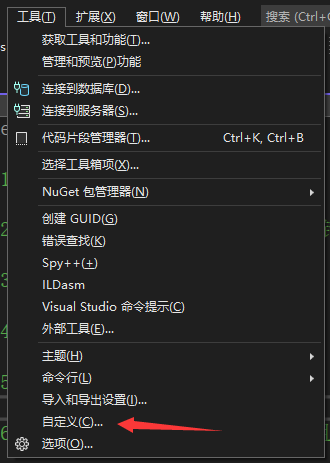 工具(T) 扩展(X) 窗口(W) 帮助(H) 搜索 (Ctrl+
获取工具和功能(T)...
管理和预览(P)功能
连接到数据库(D)...
连接到服务器(S)...
代码片段管理器(T)... Ctrl+K, Ctrl+B
选择工具箱项(X)...
NuGet 包管理器(N)
创建 GUID(G)
错误查找(K)
Spy++(+)
ILDasm
Visual Studio 命令提示(C)
外部工具(E)...
主题(H)
命令行(L)
导入和导出设置(I)...
自定义(C)...
选项(O)...